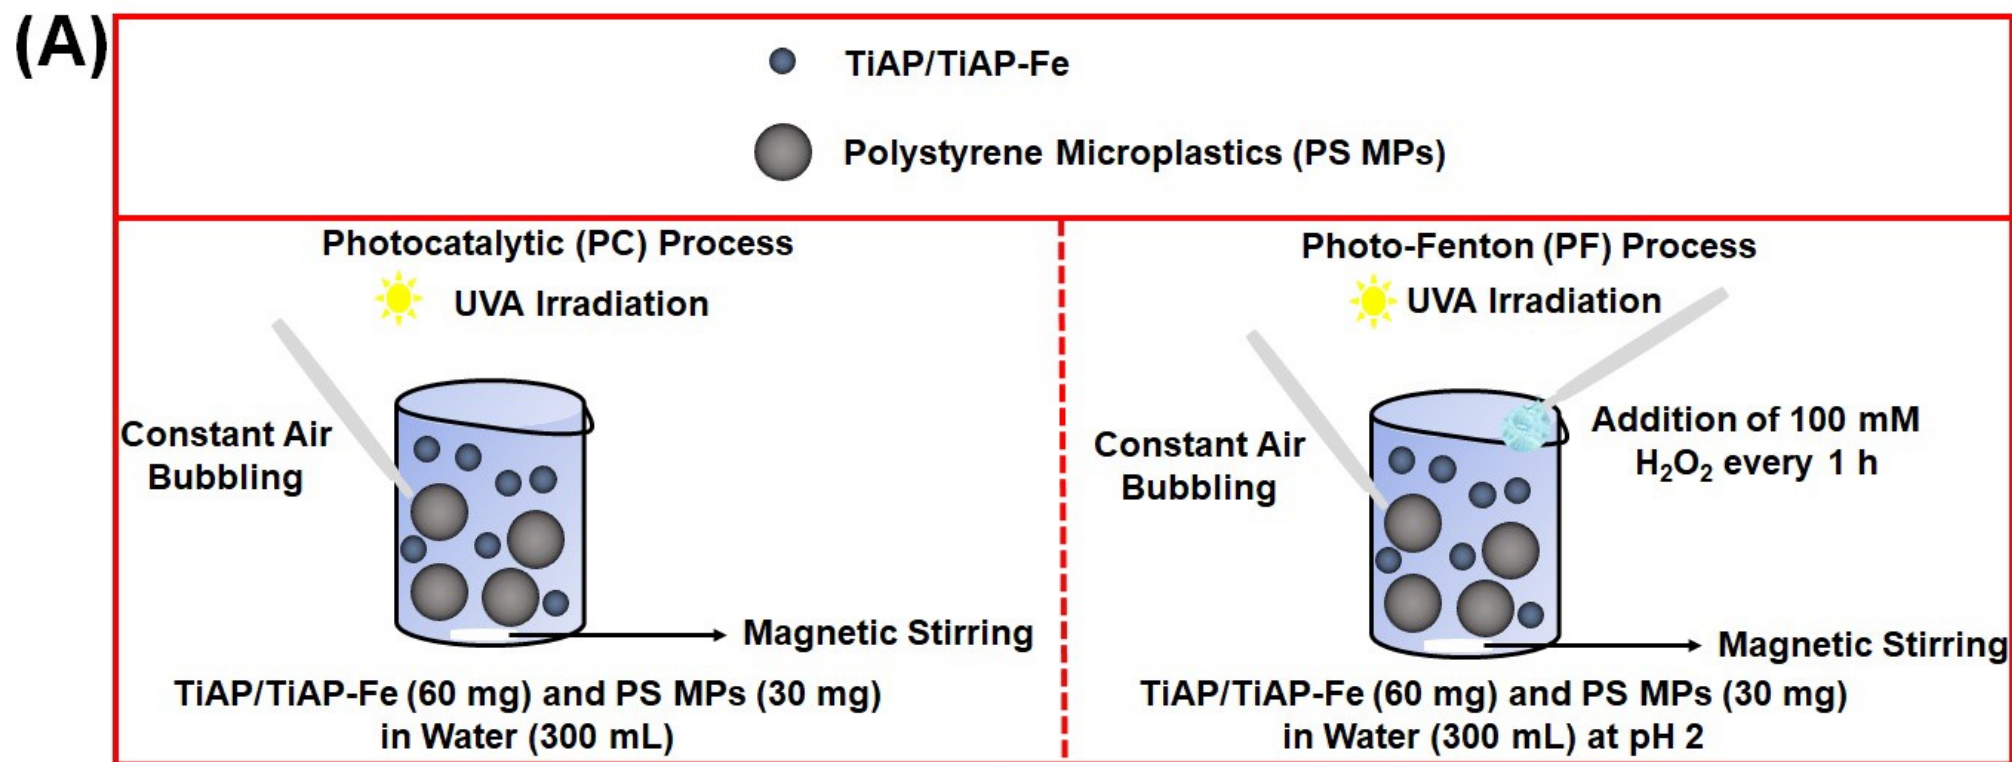 (A)
TiAP/TiAP-Fe
Polystyrene Microplastics (PS MPs)
Photocatalytic (PC) Process
UVA Irradiation
Constant Air
Bubbling
Magnetic Stirring
TiAP/TiAP-Fe (60 mg) and PS MPs (30 mg)
in Water (300 mL)
Photo-Fenton (PF) Process
UVA Irradiation
Constant Air
Bubbling
Addition of 100 mM
H₂O₂ every 1 h
Magnetic Stirring
TiAP/TiAP-Fe (60 mg) and PS MPs (30 mg)
in Water (300 mL) at pH 2